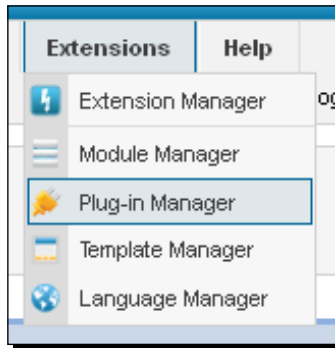 Extensions Help
Extension Manager
Module Manager
Plug-in Manager
Template Manager
Language Manager